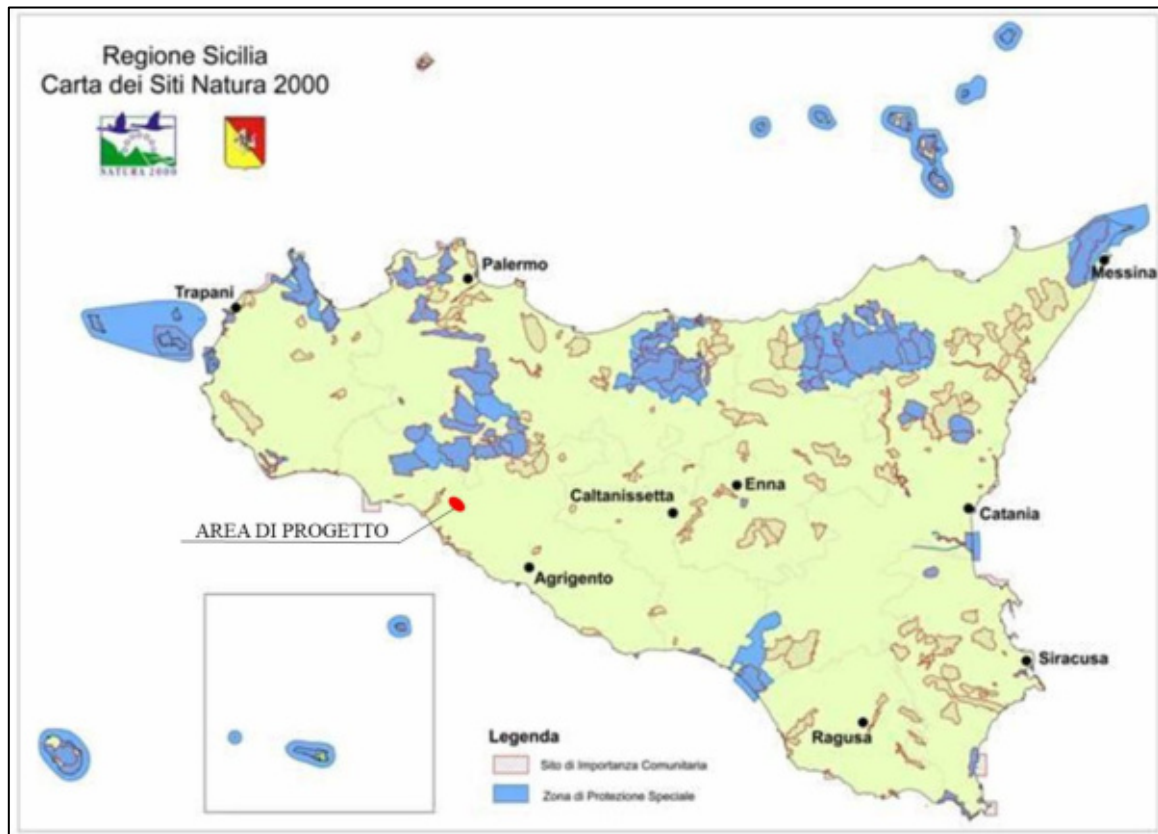 Regione Sicilia
Carta dei Siti Natura 2000
NATURA 2000
Palermo
Messina
Trapani
Enna
Caltanissetta
Catania
AREA DI PROGETTO
Agrigento
Siracusa
Ragusa
Legenda
Sito di Importanza Comunitaria
Zona di Protezione Speciale